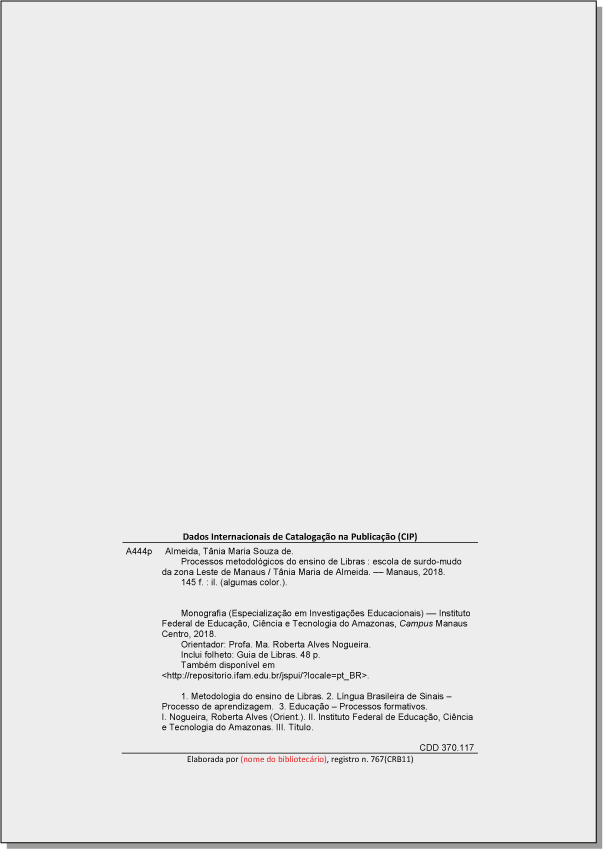 Dados Internacionais de Catalogação na Publicação (CIP)
A444p Almeida, Tânia Maria Souza de.
Processos metodológicos do ensino de Libras : escola de surdo-mudo
da zona Leste de Manaus / Tânia Maria de Almeida. –– Manaus, 2018.
145 f. : il. (algumas color.).
Monografia (Especialização em Investigações Educacionais) –– Instituto
Federal de Educação, Ciência e Tecnologia do Amazonas, Campus Manaus
Centro, 2018.
Orientador: Profa. Ma. Roberta Alves Nogueira.
Inclui folheto: Guia de Libras. 48 p.
Também disponível em
<http://repositorio.ifam.edu.br/jspui/?locale=pt_BR>.
1. Metodologia do ensino de Libras. 2. Língua Brasileira de Sinais –
Processo de aprendizagem. 3. Educação – Processos formativos.
I. Nogueira, Roberta Alves (Orient.). II. Instituto Federal de Educação, Ciência
e Tecnologia do Amazonas. III. Título.
CDD 370.117
Elaborada por (nome do bibliotecário), registro n. 767(CRB11)